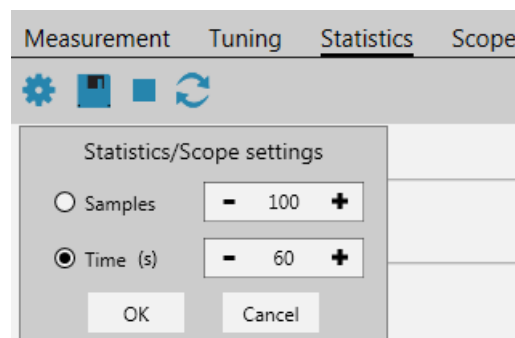 Measurement Tuning Statistics Scope
Statistics/Scope settings
Samples - 100 +
Time (s) - 60 +
OK Cancel